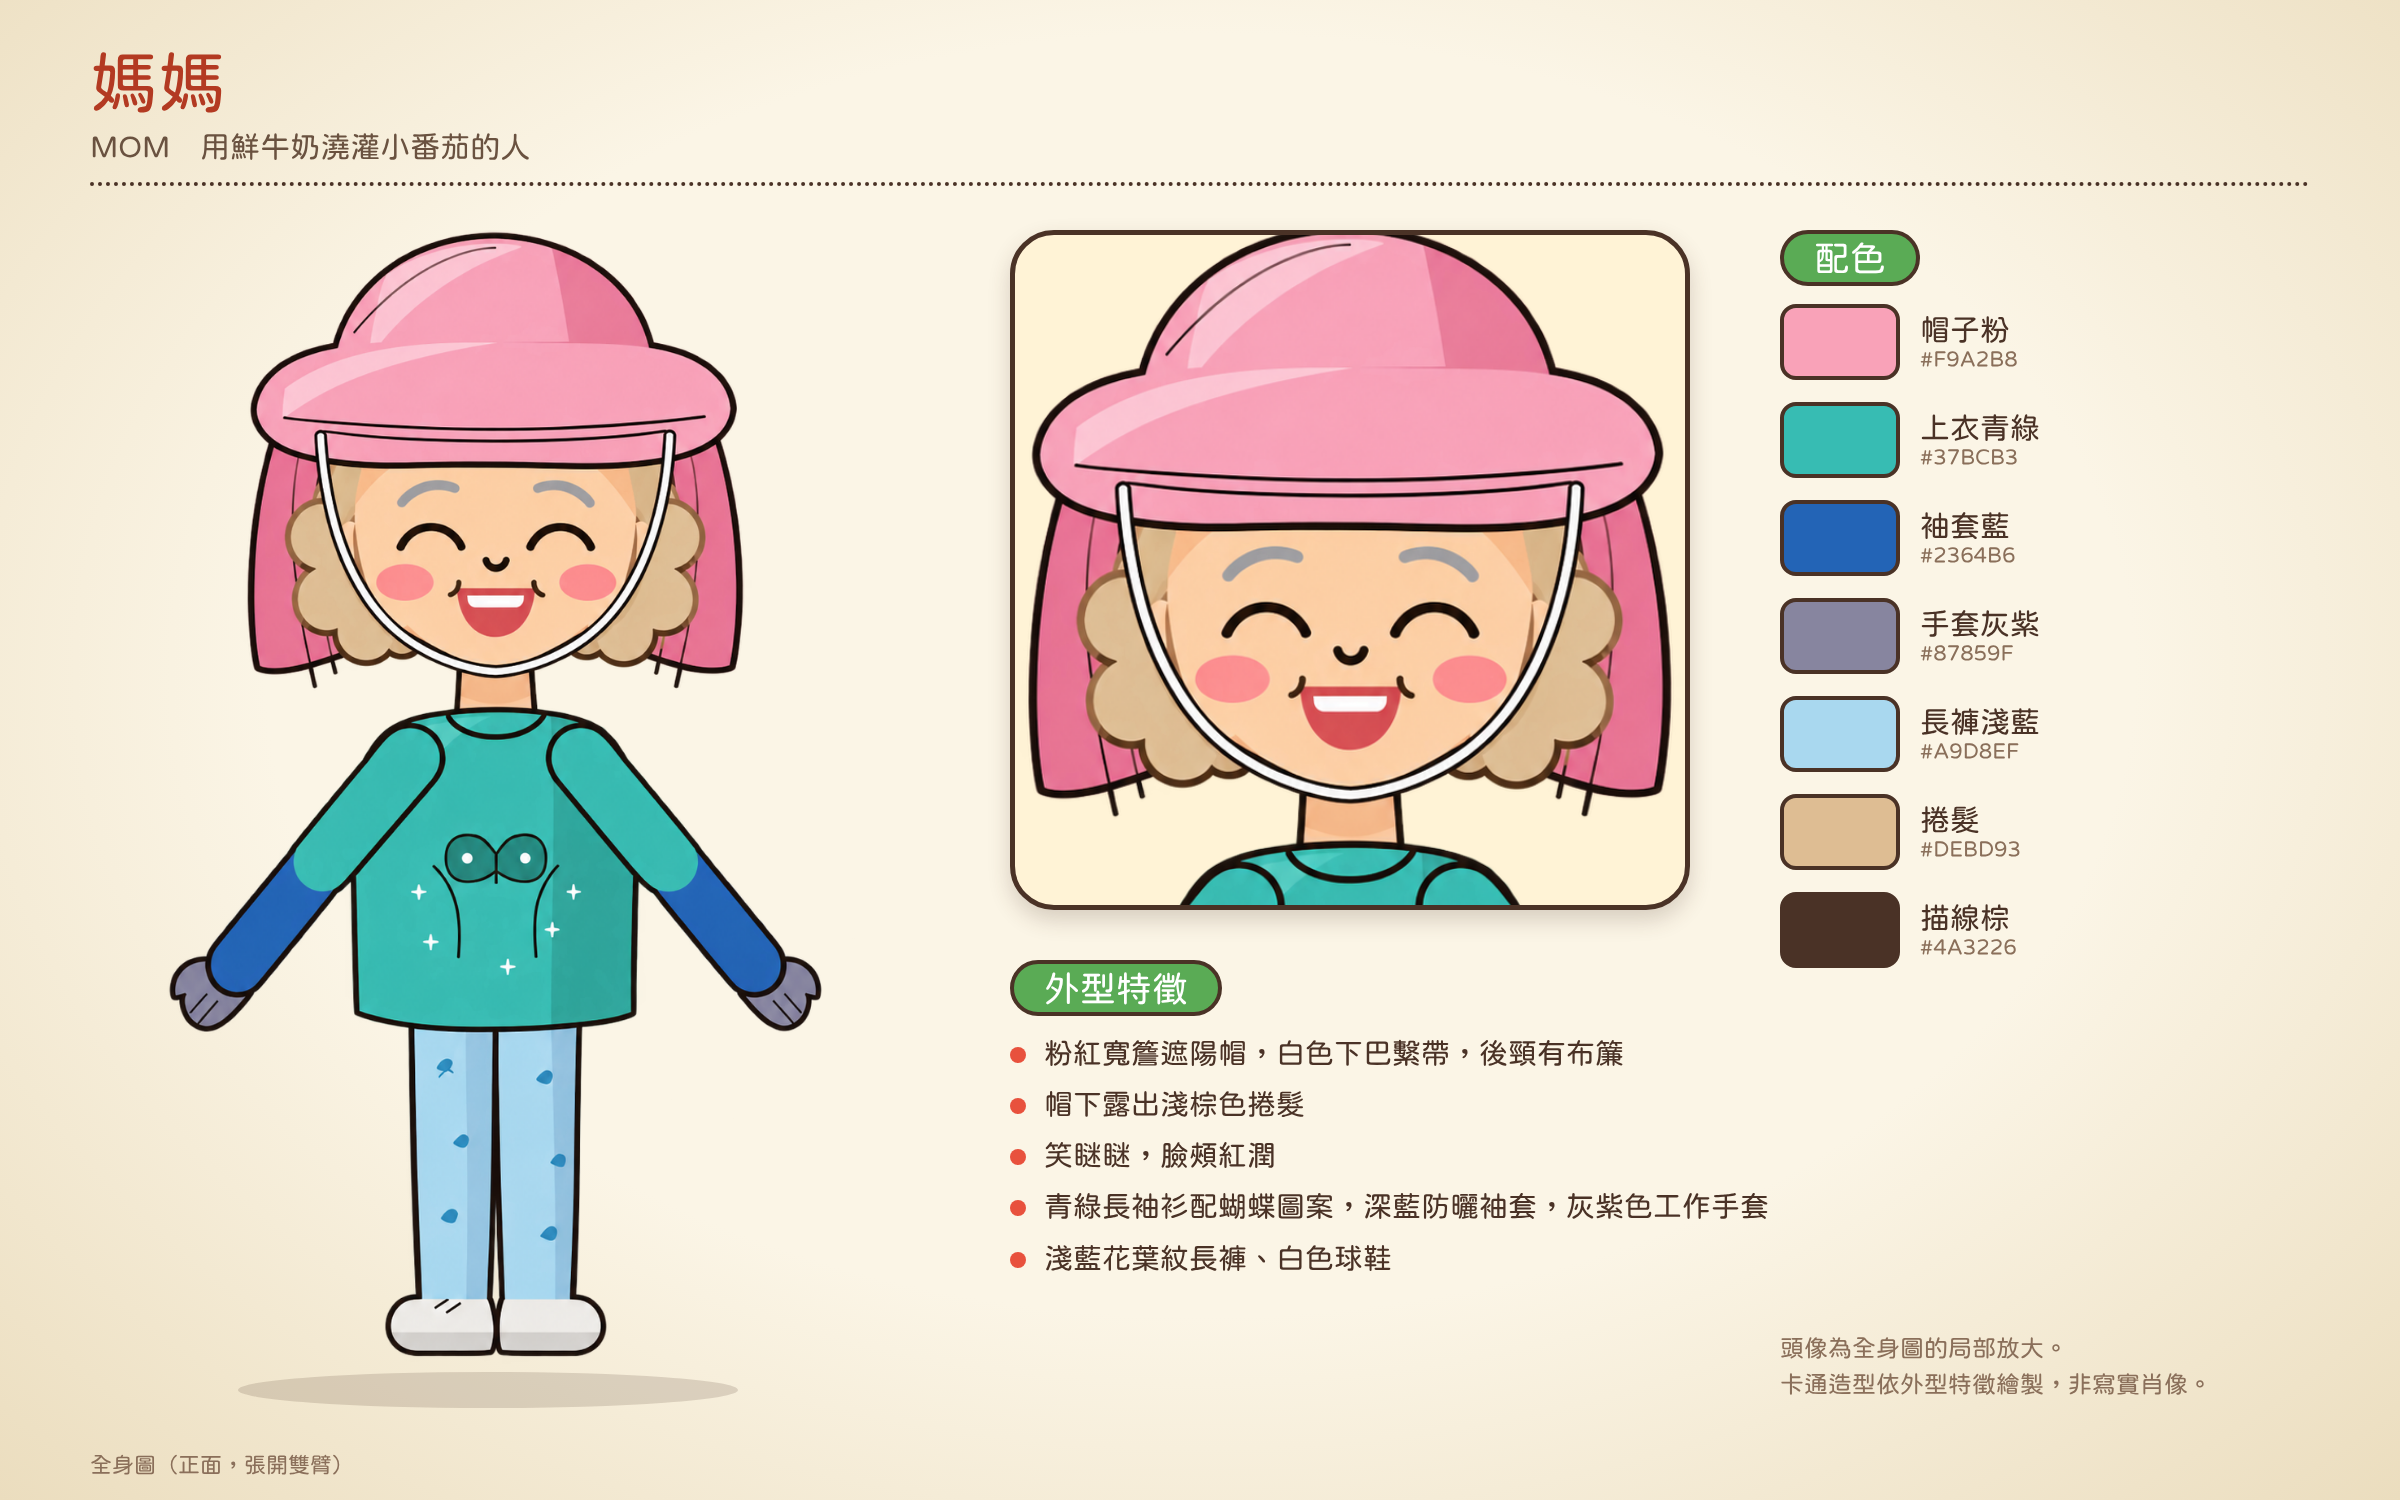 媽媽
MOM 用鮮牛奶澆灌小番茄的人
配色
帽子粉
#F9A2B8
上衣青綠
#37BCB3
袖套藍
#2364B6
手套灰紫
#87859F
長褲淺藍
#A9D8EF
捲髮
#DEBD93
描線棕
#4A3226
外型特徵
粉紅寬簷遮陽帽，白色下巴繫帶，後頸有布簾
帽下露出淺棕色捲髮
笑瞇瞇，臉頰紅潤
青綠長袖衫配蝴蝶圖案，深藍防曬袖套，灰紫色工作手套
淺藍花葉紋長褲、白色球鞋
頭像為全身圖的局部放大。
卡通造型依外型特徵繪製，非寫實肖像。
全身圖（正面，張開雙臂）